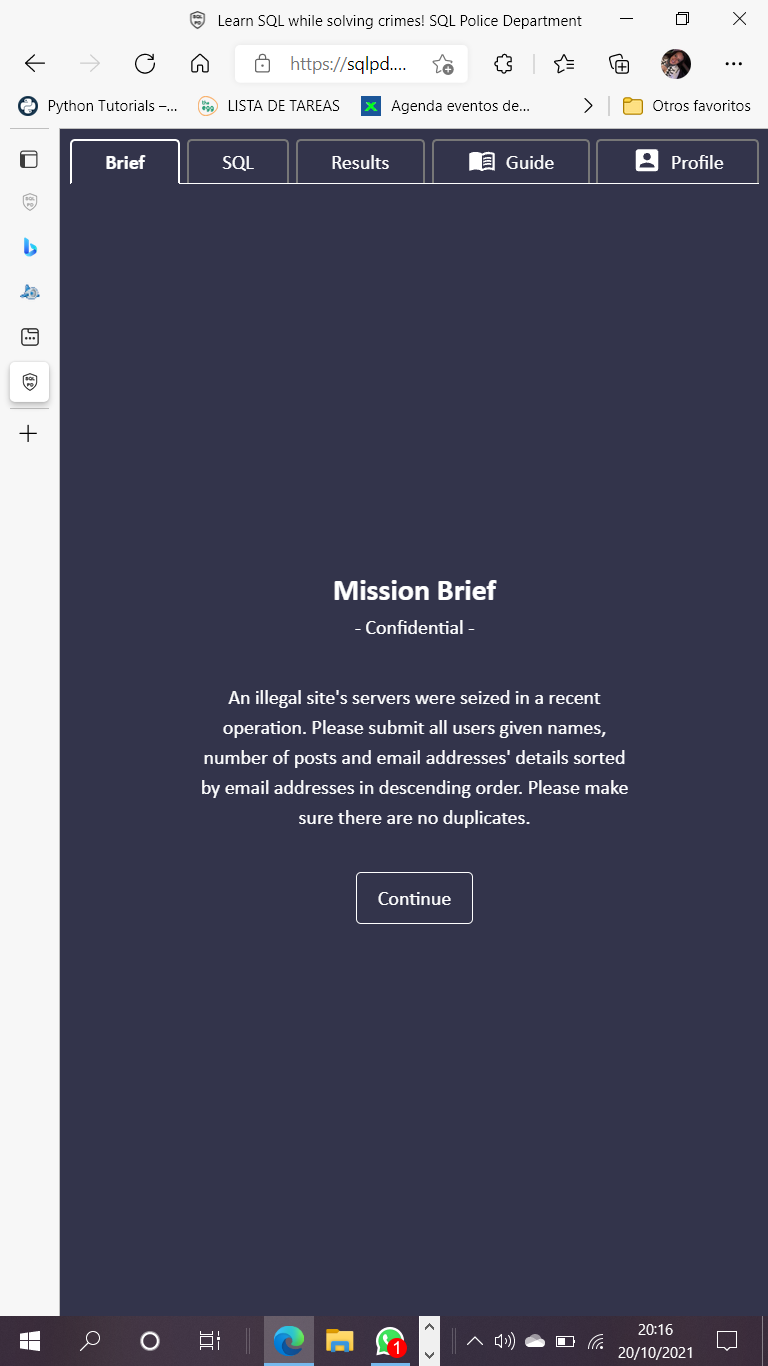 Learn SQL while solving crimes! SQL Police Department
https://sqlpd....
Python Tutorials –...
LISTA DE TAREAS
Agenda eventos de...
Otros favoritos
Brief
SQL
Results
Guide
Profile
Mission Brief
- Confidential -
An illegal site's servers were seized in a recent
operation. Please submit all users given names,
number of posts and email addresses' details sorted
by email addresses in descending order. Please make
sure there are no duplicates.
Continue
1
20:16
20/10/2021